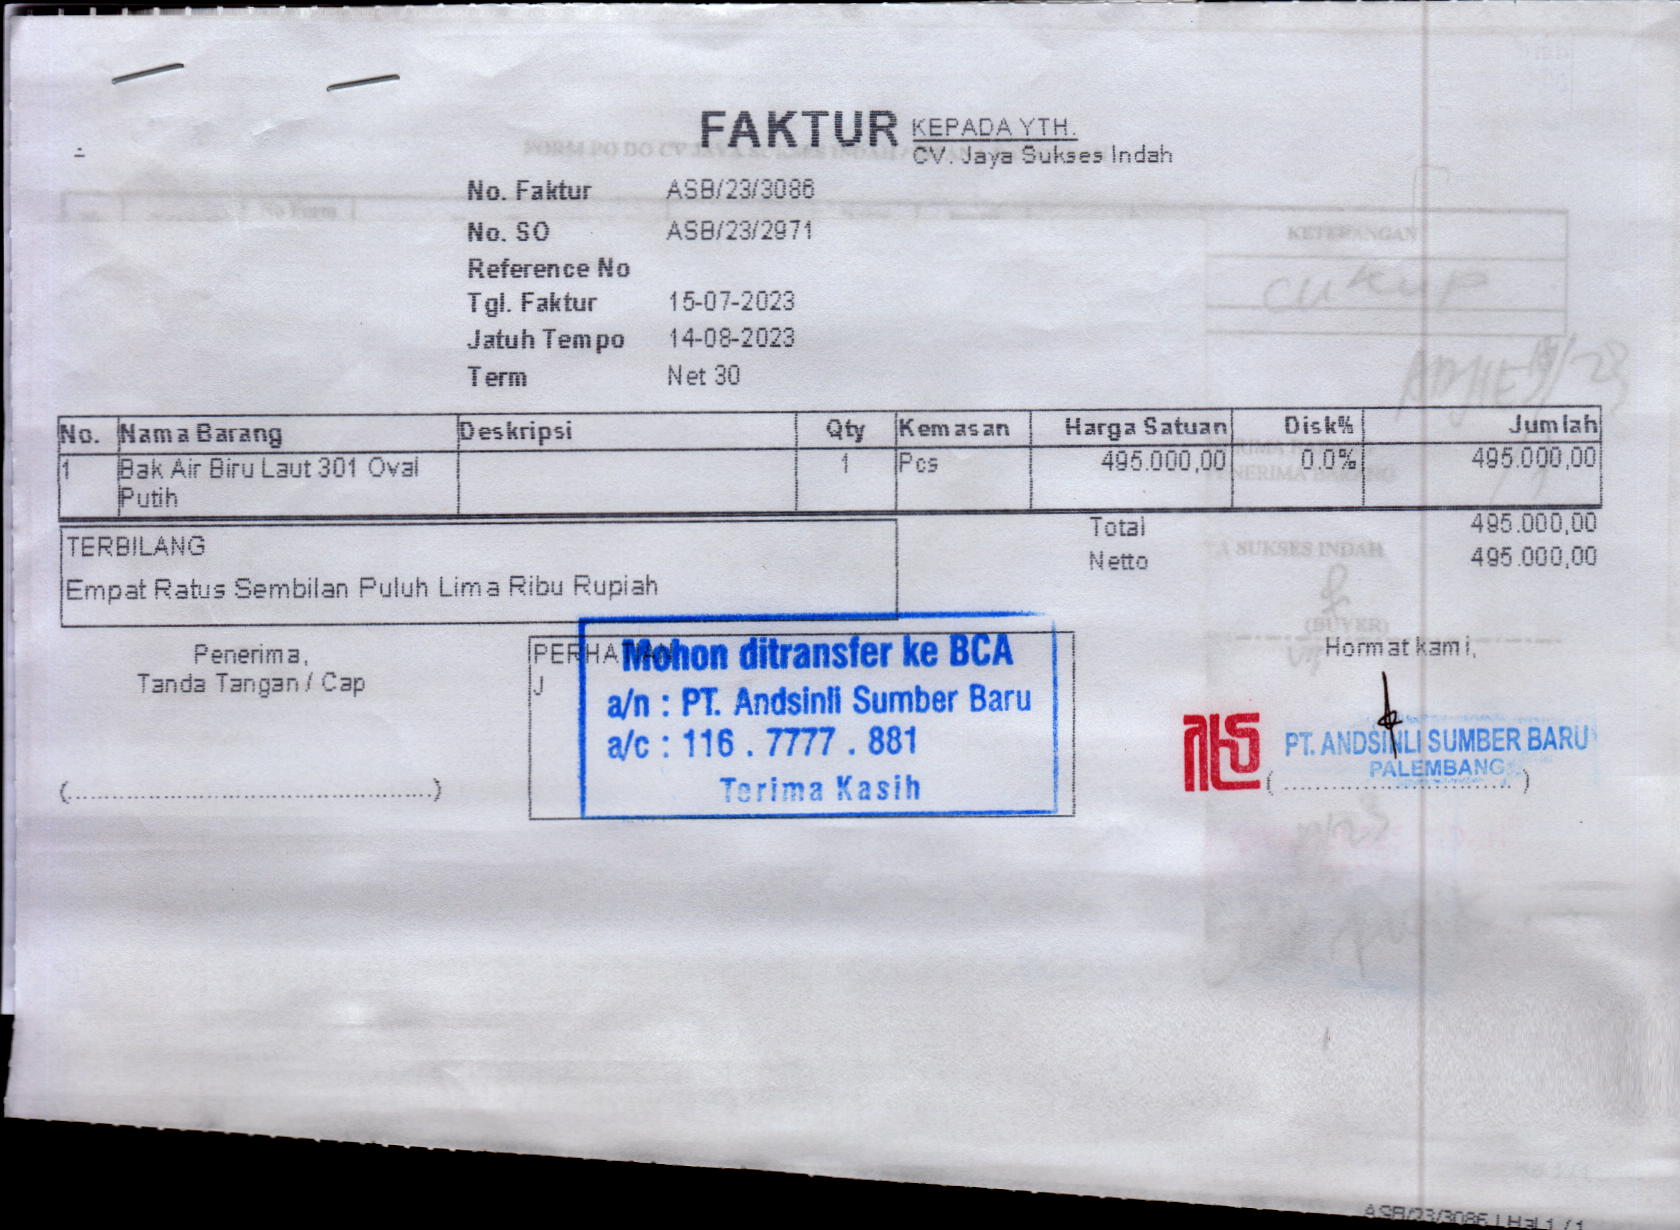 FAKTUR
KEPADA YTH.
CV. Jaya Sukses Indah
No. Faktur ASB/23/3086
No. SO ASB/23/2971
Reference No
Tgl. Faktur 15-07-2023
Jatuh Tempo 14-08-2023
Term Net 30
No. Nama Barang Deskripsi Qty Kemasan Harga Satuan Disk% Jumlah
1 Bak Air Biru Laut 301 Oval 1 Pcs 495.000,00 0.0% 495.000,00
Putih
Total 495.000,00
Netto 495.000,00
TERBILANG
Empat Ratus Sembilan Puluh Lima Ribu Rupiah
Penerima,
Tanda Tangan / Cap
(..............................................)
J
Mohon ditransfer ke BCA
a/n : PT. Andsinli Sumber Baru
a/c : 116 . 7777 . 881
Terima Kasih
Hormat kami,
PT. ANDSINLI SUMBER BARU
PALEMBANG
(..............................)
KETERANGAN
CUKUP
SUKSES INDAH
(BUYER)
ASB/23/3086 | Hal 1 / 1